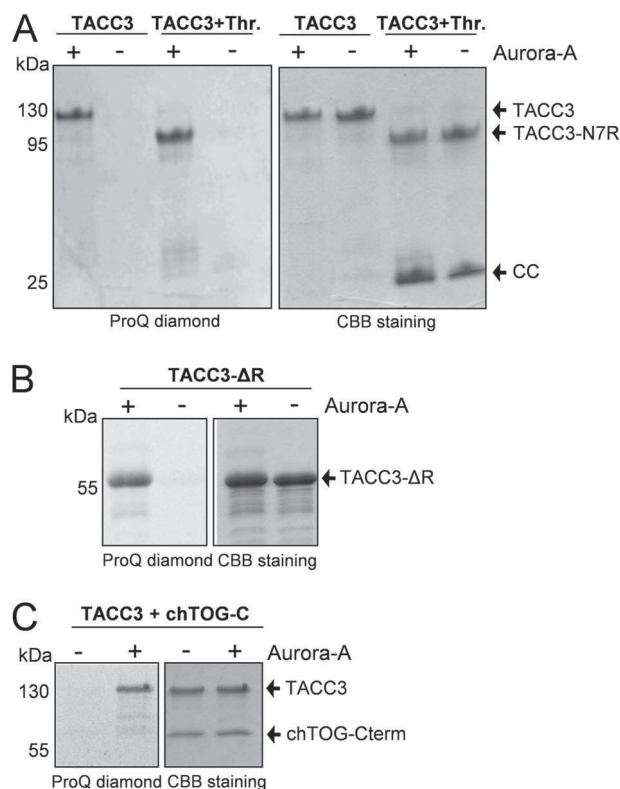 A
TACC3 TACC3+Thr. TACC3 TACC3+Thr.
+ - + - + - + - Aurora-A
kDa
130
95
25
TACC3
TACC3-N7R
CC
ProQ diamond CBB staining
B
TACC3-ΔR
kDa + - + - Aurora-A
55
TACC3-ΔR
ProQ diamond CBB staining
C
TACC3 + chTOG-C
kDa - + - + Aurora-A
130
TACC3
chTOG-Cterm
55
ProQ diamond CBB staining